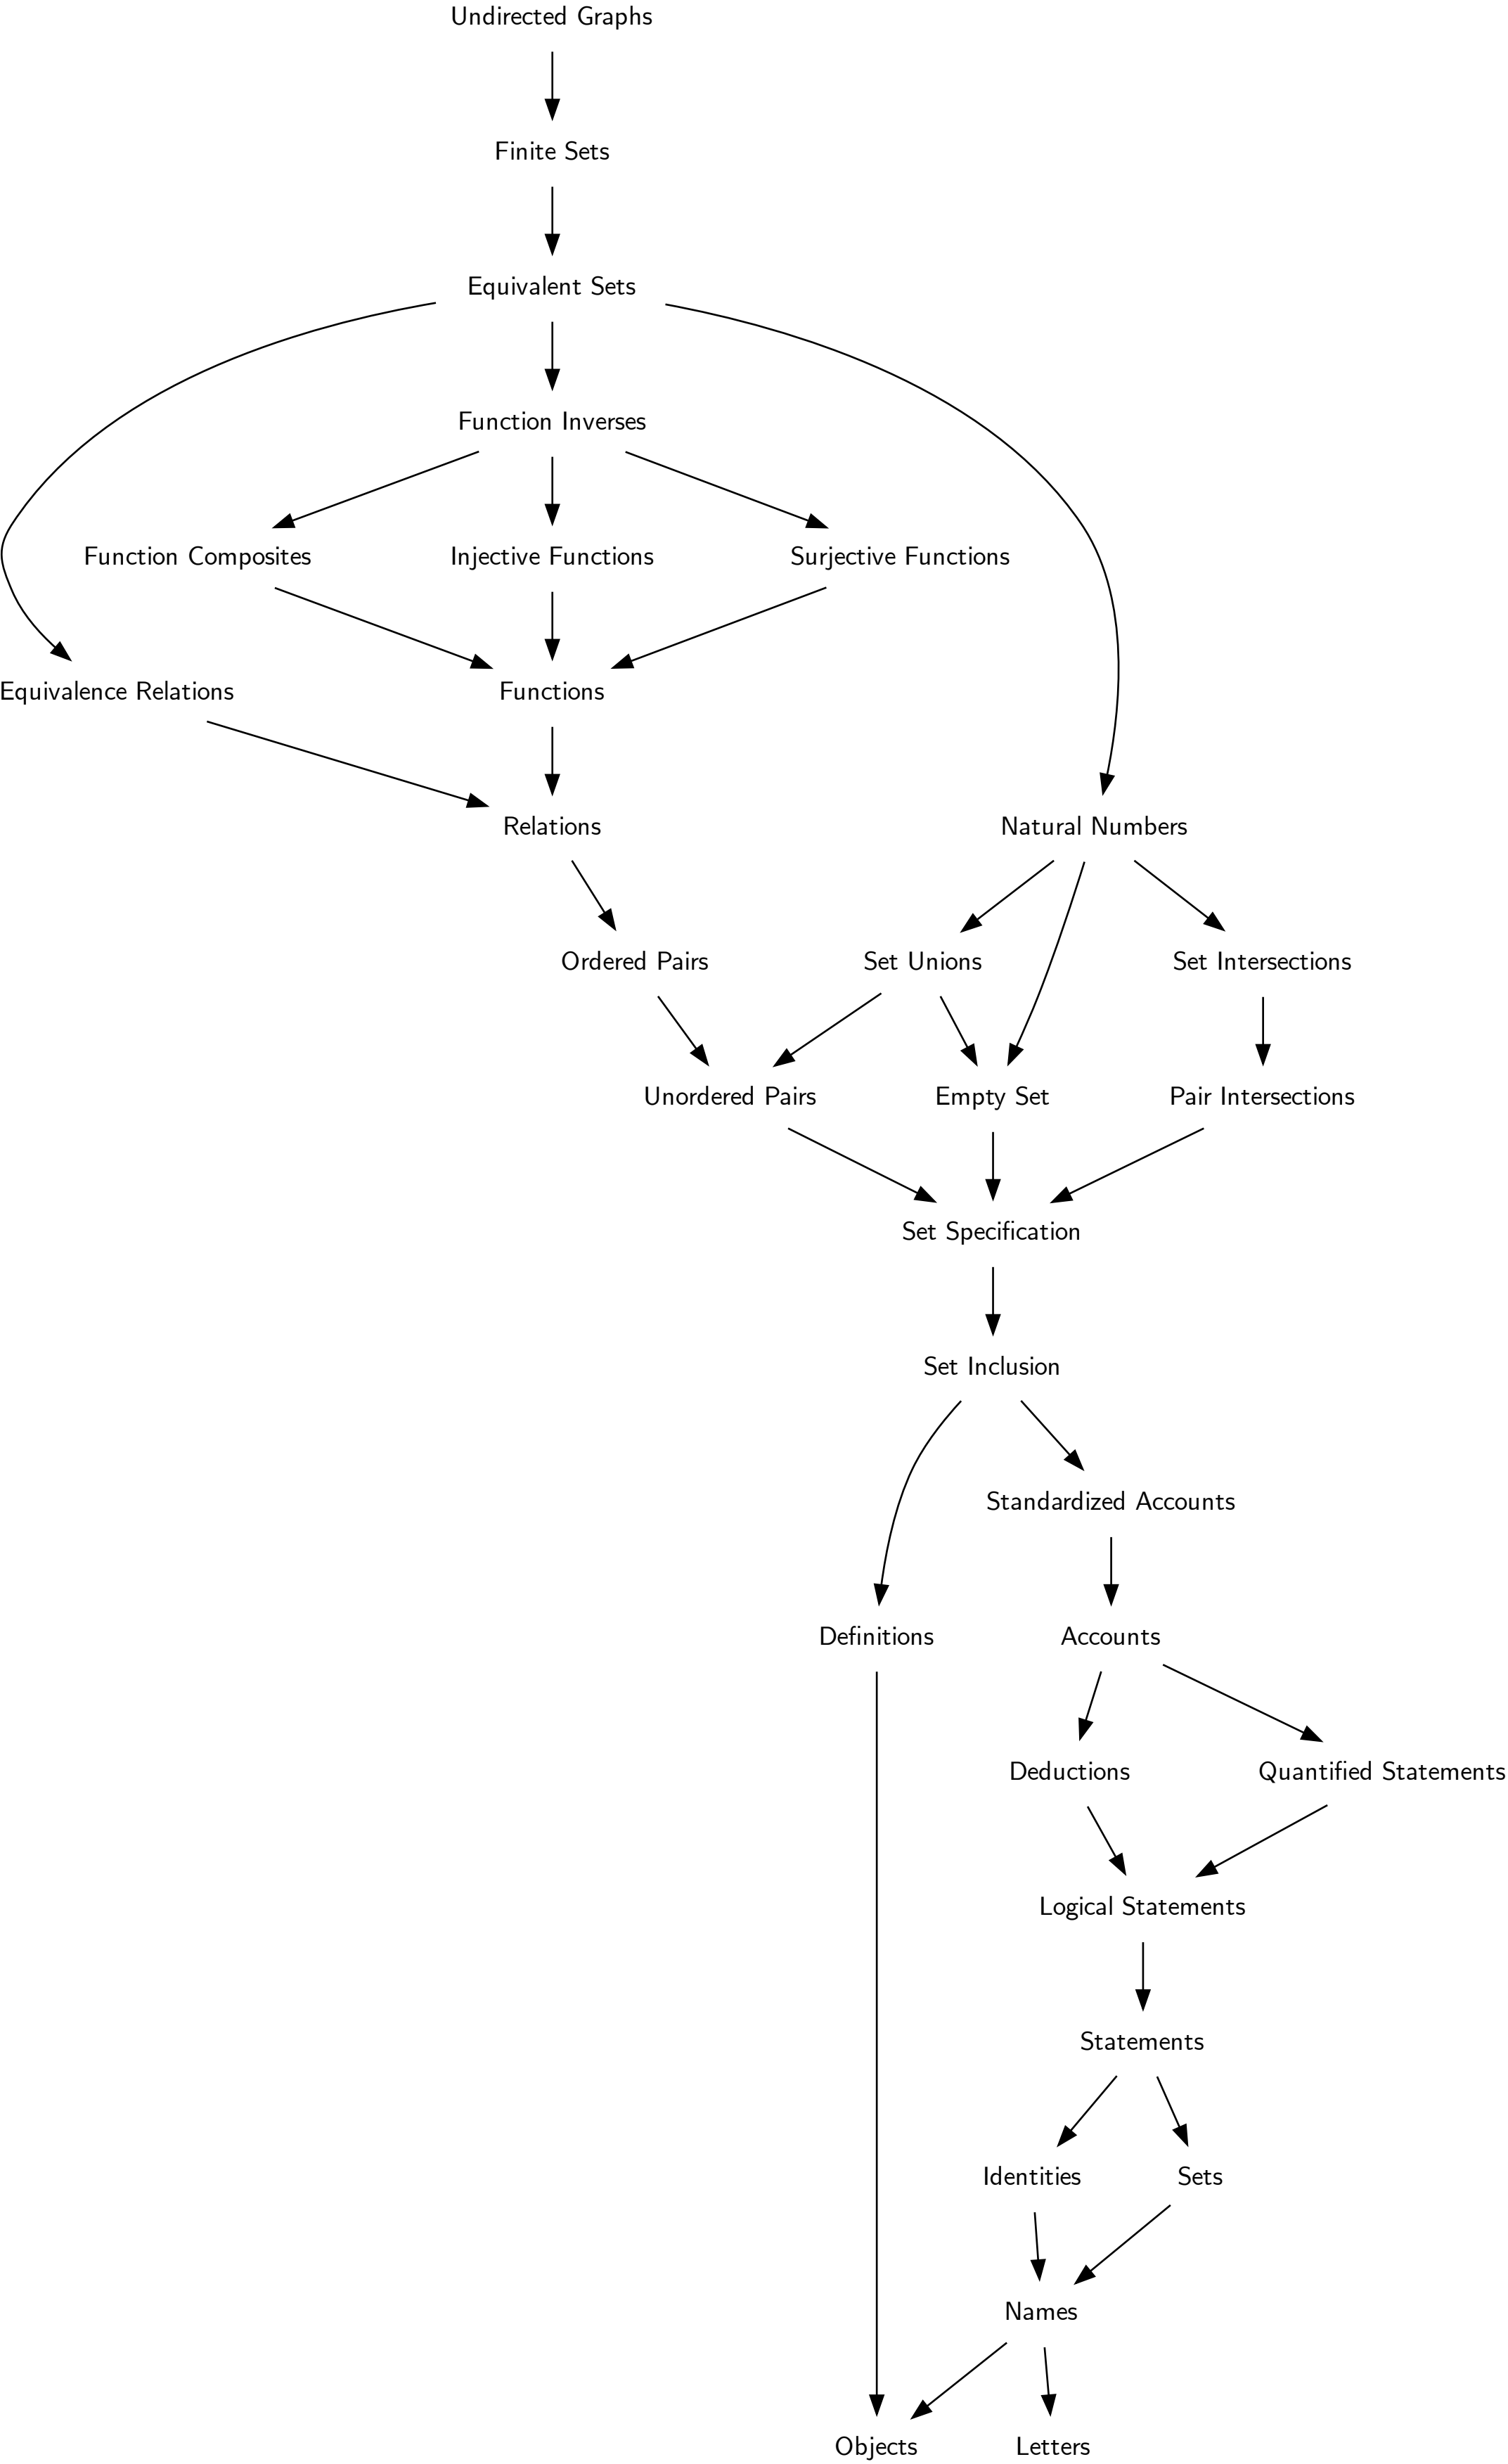 Undirected Graphs
Finite Sets
Equivalent Sets
Function Inverses
Function Composites
Injective Functions
Surjective Functions
Equivalence Relations
Functions
Relations
Natural Numbers
Ordered Pairs
Set Unions
Set Intersections
Unordered Pairs
Empty Set
Pair Intersections
Set Specification
Set Inclusion
Standardized Accounts
Definitions
Accounts
Deductions
Quantified Statements
Logical Statements
Statements
Identities
Sets
Names
Objects
Letters